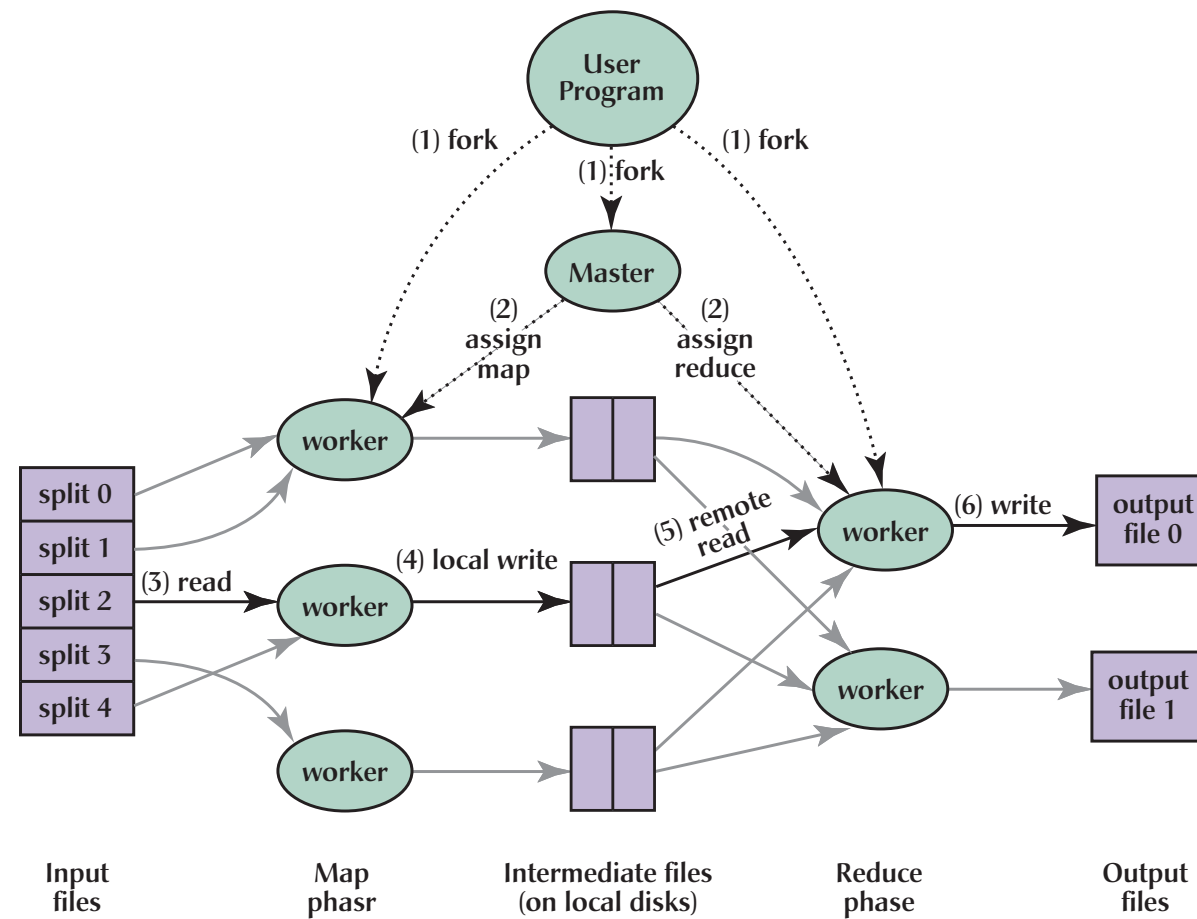 User
Program
(1) fork
(1) fork
(1) fork
Master
(2)
assign
map
(2)
assign
reduce
worker
split 0
split 1
split 2
split 3
split 4
(3) read
worker
(4) local write
worker
(5) remote
read
worker
(6) write
output
file 0
worker
output
file 1
Input
files
Map
phasr
Intermediate files
(on local disks)
Reduce
phase
Output
files